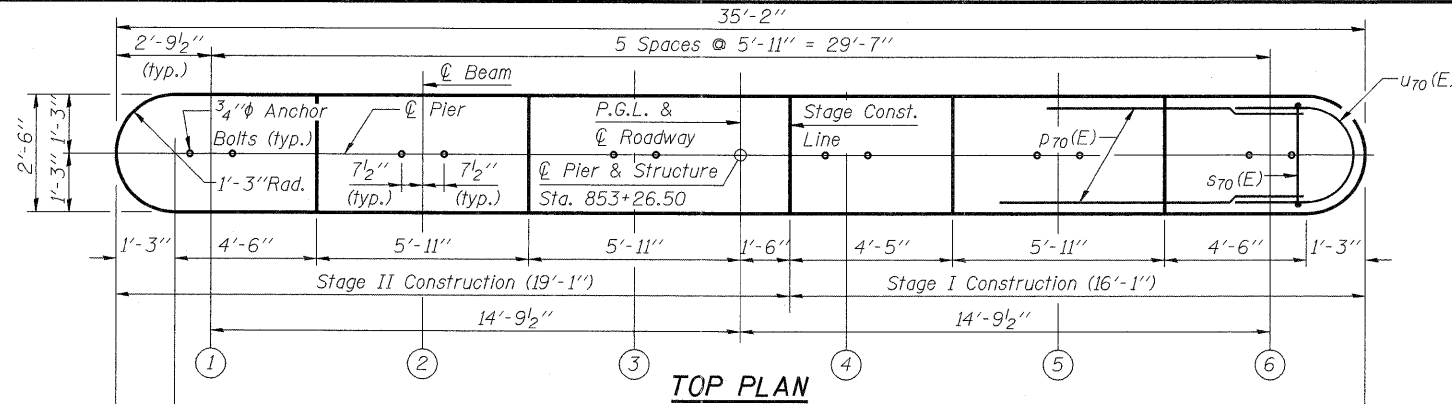 35'-2"
2'-9½"
(typ.)
5 Spaces @ 5'-11" = 29'-7"
℄ Beam
u70(E)
¾"ϕ Anchor
Bolts (typ.)
℄ Pier
P.G.L. &
℄ Roadway
Stage Const.
Line
2'-6"
1'-3"
1'-3"
p70(E)
1'-3" Rad.
7½"
(typ.)
7½"
(typ.)
℄ Pier & Structure
Sta. 853+26.50
s70(E)
1'-3"
4'-6"
5'-11"
5'-11"
1'-6"
4'-5"
5'-11"
4'-6"
1'-3"
Stage II Construction (19'-1")
Stage I Construction (16'-1")
14'-9½"
14'-9½"
1
2
3
4
5
6
TOP PLAN